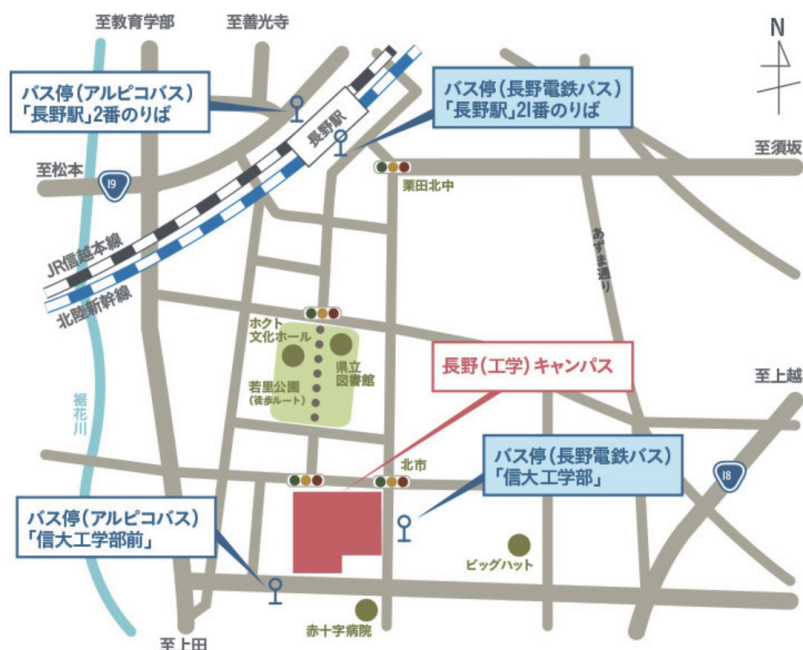 至教育学部
至善光寺
N
バス停（アルピコバス）
「長野駅」2番のりば
バス停（長野電鉄バス）
「長野駅」21番のりば
長野駅
至須坂
至松本
19
栗田北中
あずま通り
JR信越本線
北陸新幹線
ホクト
文化ホール
県立
図書館
若里公園
（徒歩ルート）
長野（工学）キャンパス
至上越
裾花川
北市
バス停（長野電鉄バス）
「信大工学部」
18
バス停（アルピコバス）
「信大工学部前」
ビッグハット
赤十字病院
至上田